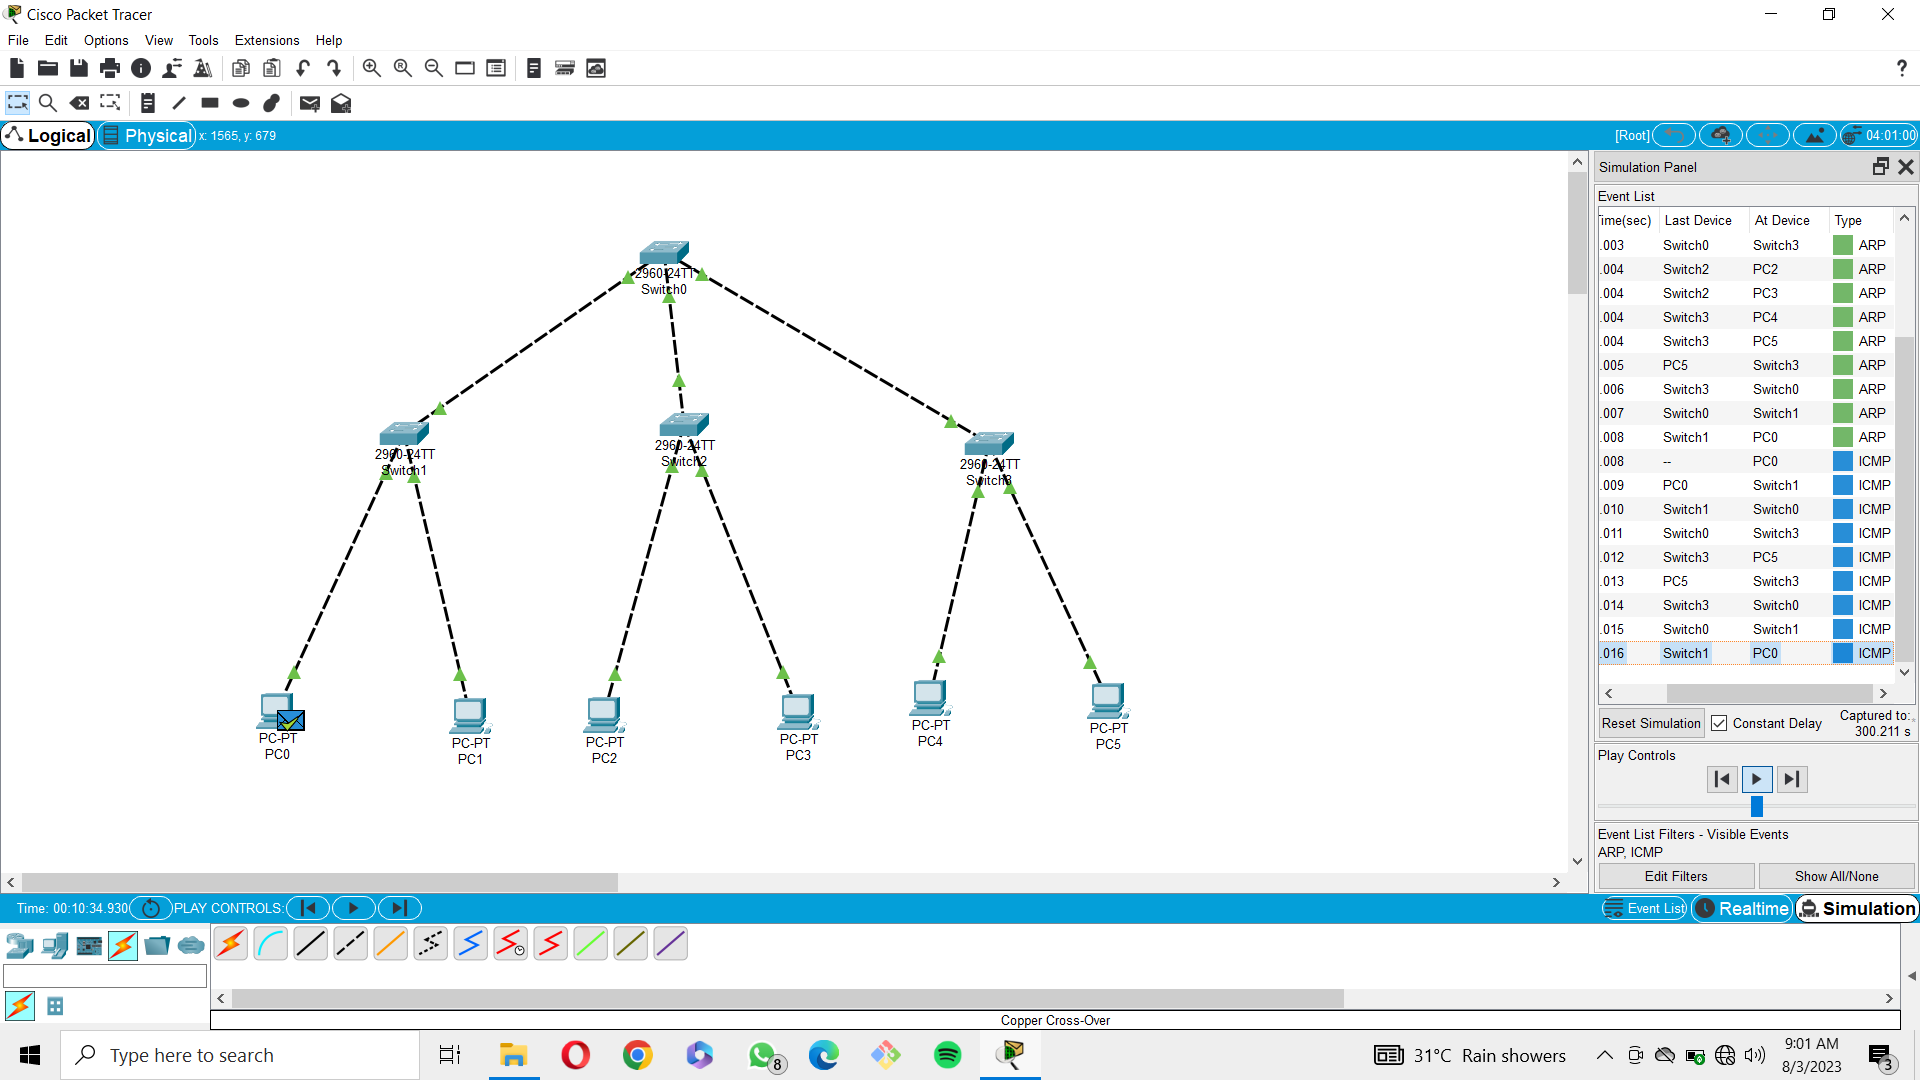 Cisco Packet Tracer
File Edit Options View Tools Extensions Help
?
Logical Physical x: 1565, y: 679 [Root] 04:01:00
Simulation Panel
Event List
Time(sec) Last Device At Device Type
.003 Switch0 Switch3 ARP
.004 Switch2 PC2 ARP
.004 Switch2 PC3 ARP
.004 Switch3 PC4 ARP
.004 Switch3 PC5 ARP
.005 PC5 Switch3 ARP
.006 Switch3 Switch0 ARP
.007 Switch0 Switch1 ARP
.008 Switch1 PC0 ARP
.008 -- PC0 ICMP
.009 PC0 Switch1 ICMP
.010 Switch1 Switch0 ICMP
.011 Switch0 Switch3 ICMP
.012 Switch3 PC5 ICMP
.013 PC5 Switch3 ICMP
.014 Switch3 Switch0 ICMP
.015 Switch0 Switch1 ICMP
.016 Switch1 PC0 ICMP
Reset Simulation Constant Delay Captured to:
300.211 s
Play Controls
Event List Filters - Visible Events
ARP, ICMP
Edit Filters Show All/None
2960-24TT
Switch0
2960-24TT
Switch1
2960-24TT
Switch2
2960-24TT
Switch3
PC-PT
PC0
PC-PT
PC1
PC-PT
PC2
PC-PT
PC3
PC-PT
PC4
PC-PT
PC5
Time: 00:10:34.930 PLAY CONTROLS: Event List Realtime Simulation
Copper Cross-Over
Type here to search
8
31°C Rain showers
9:01 AM
8/3/2023
3